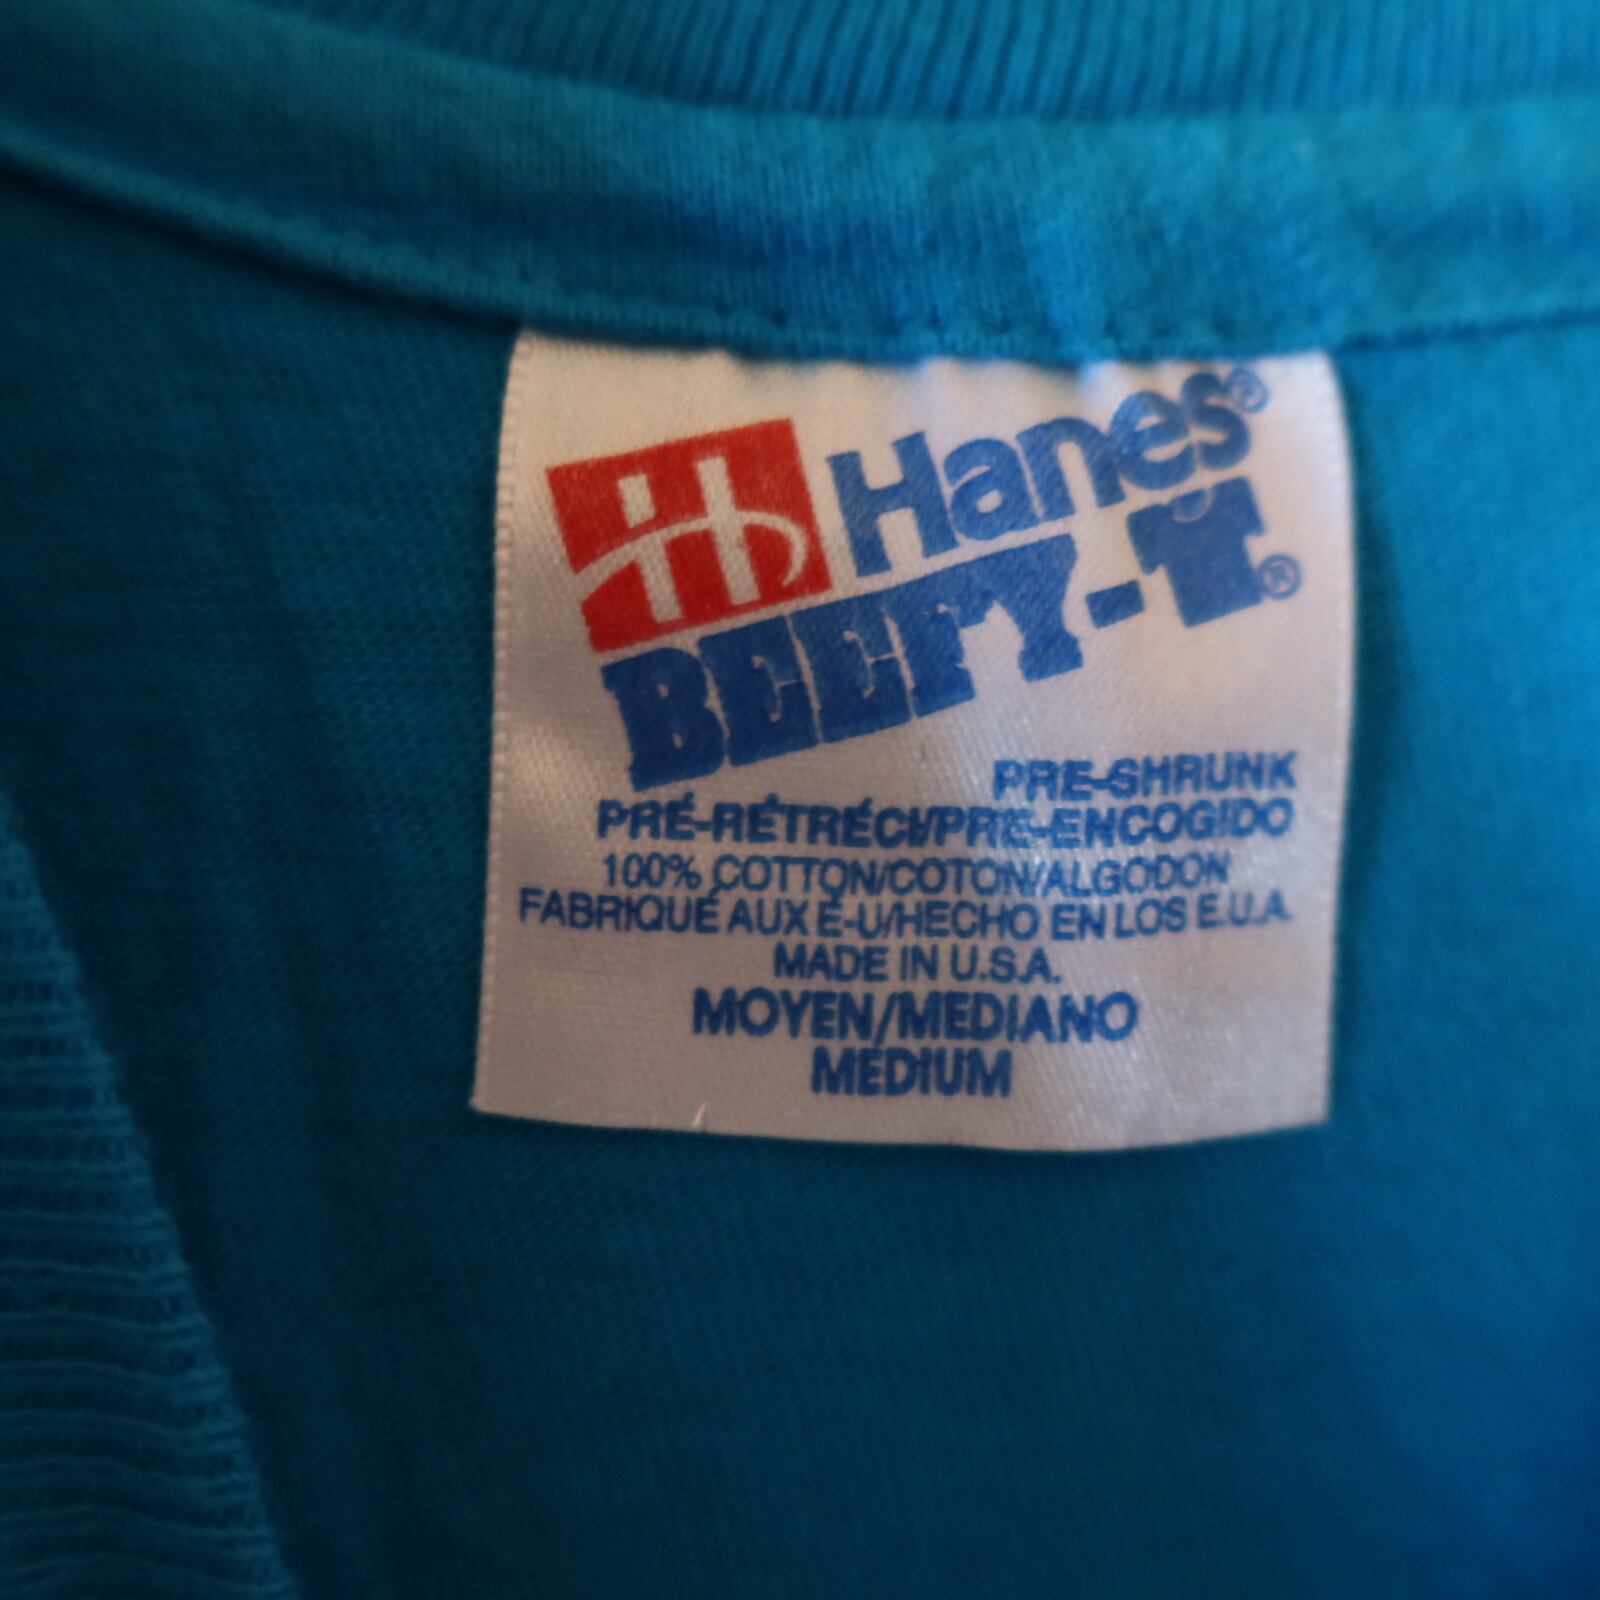 Hanes®
BEEFY-T®
PRE-SHRUNK
PRÉ-RÉTRÉCI/PRE-ENCOGIDO
100% COTTON/COTON/ALGODON
FABRIQUÉ AUX É-U/HECHO EN LOS E.U.A.
MADE IN U.S.A.
MOYEN/MEDIANO
MEDIUM